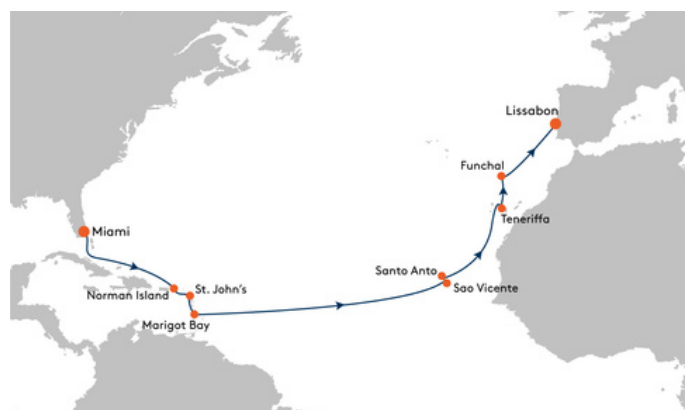 Lissabon
Funchal
Teneriffa
Miami
Santo Anto
Sao Vicente
Norman Island
St. John's
Marigot Bay